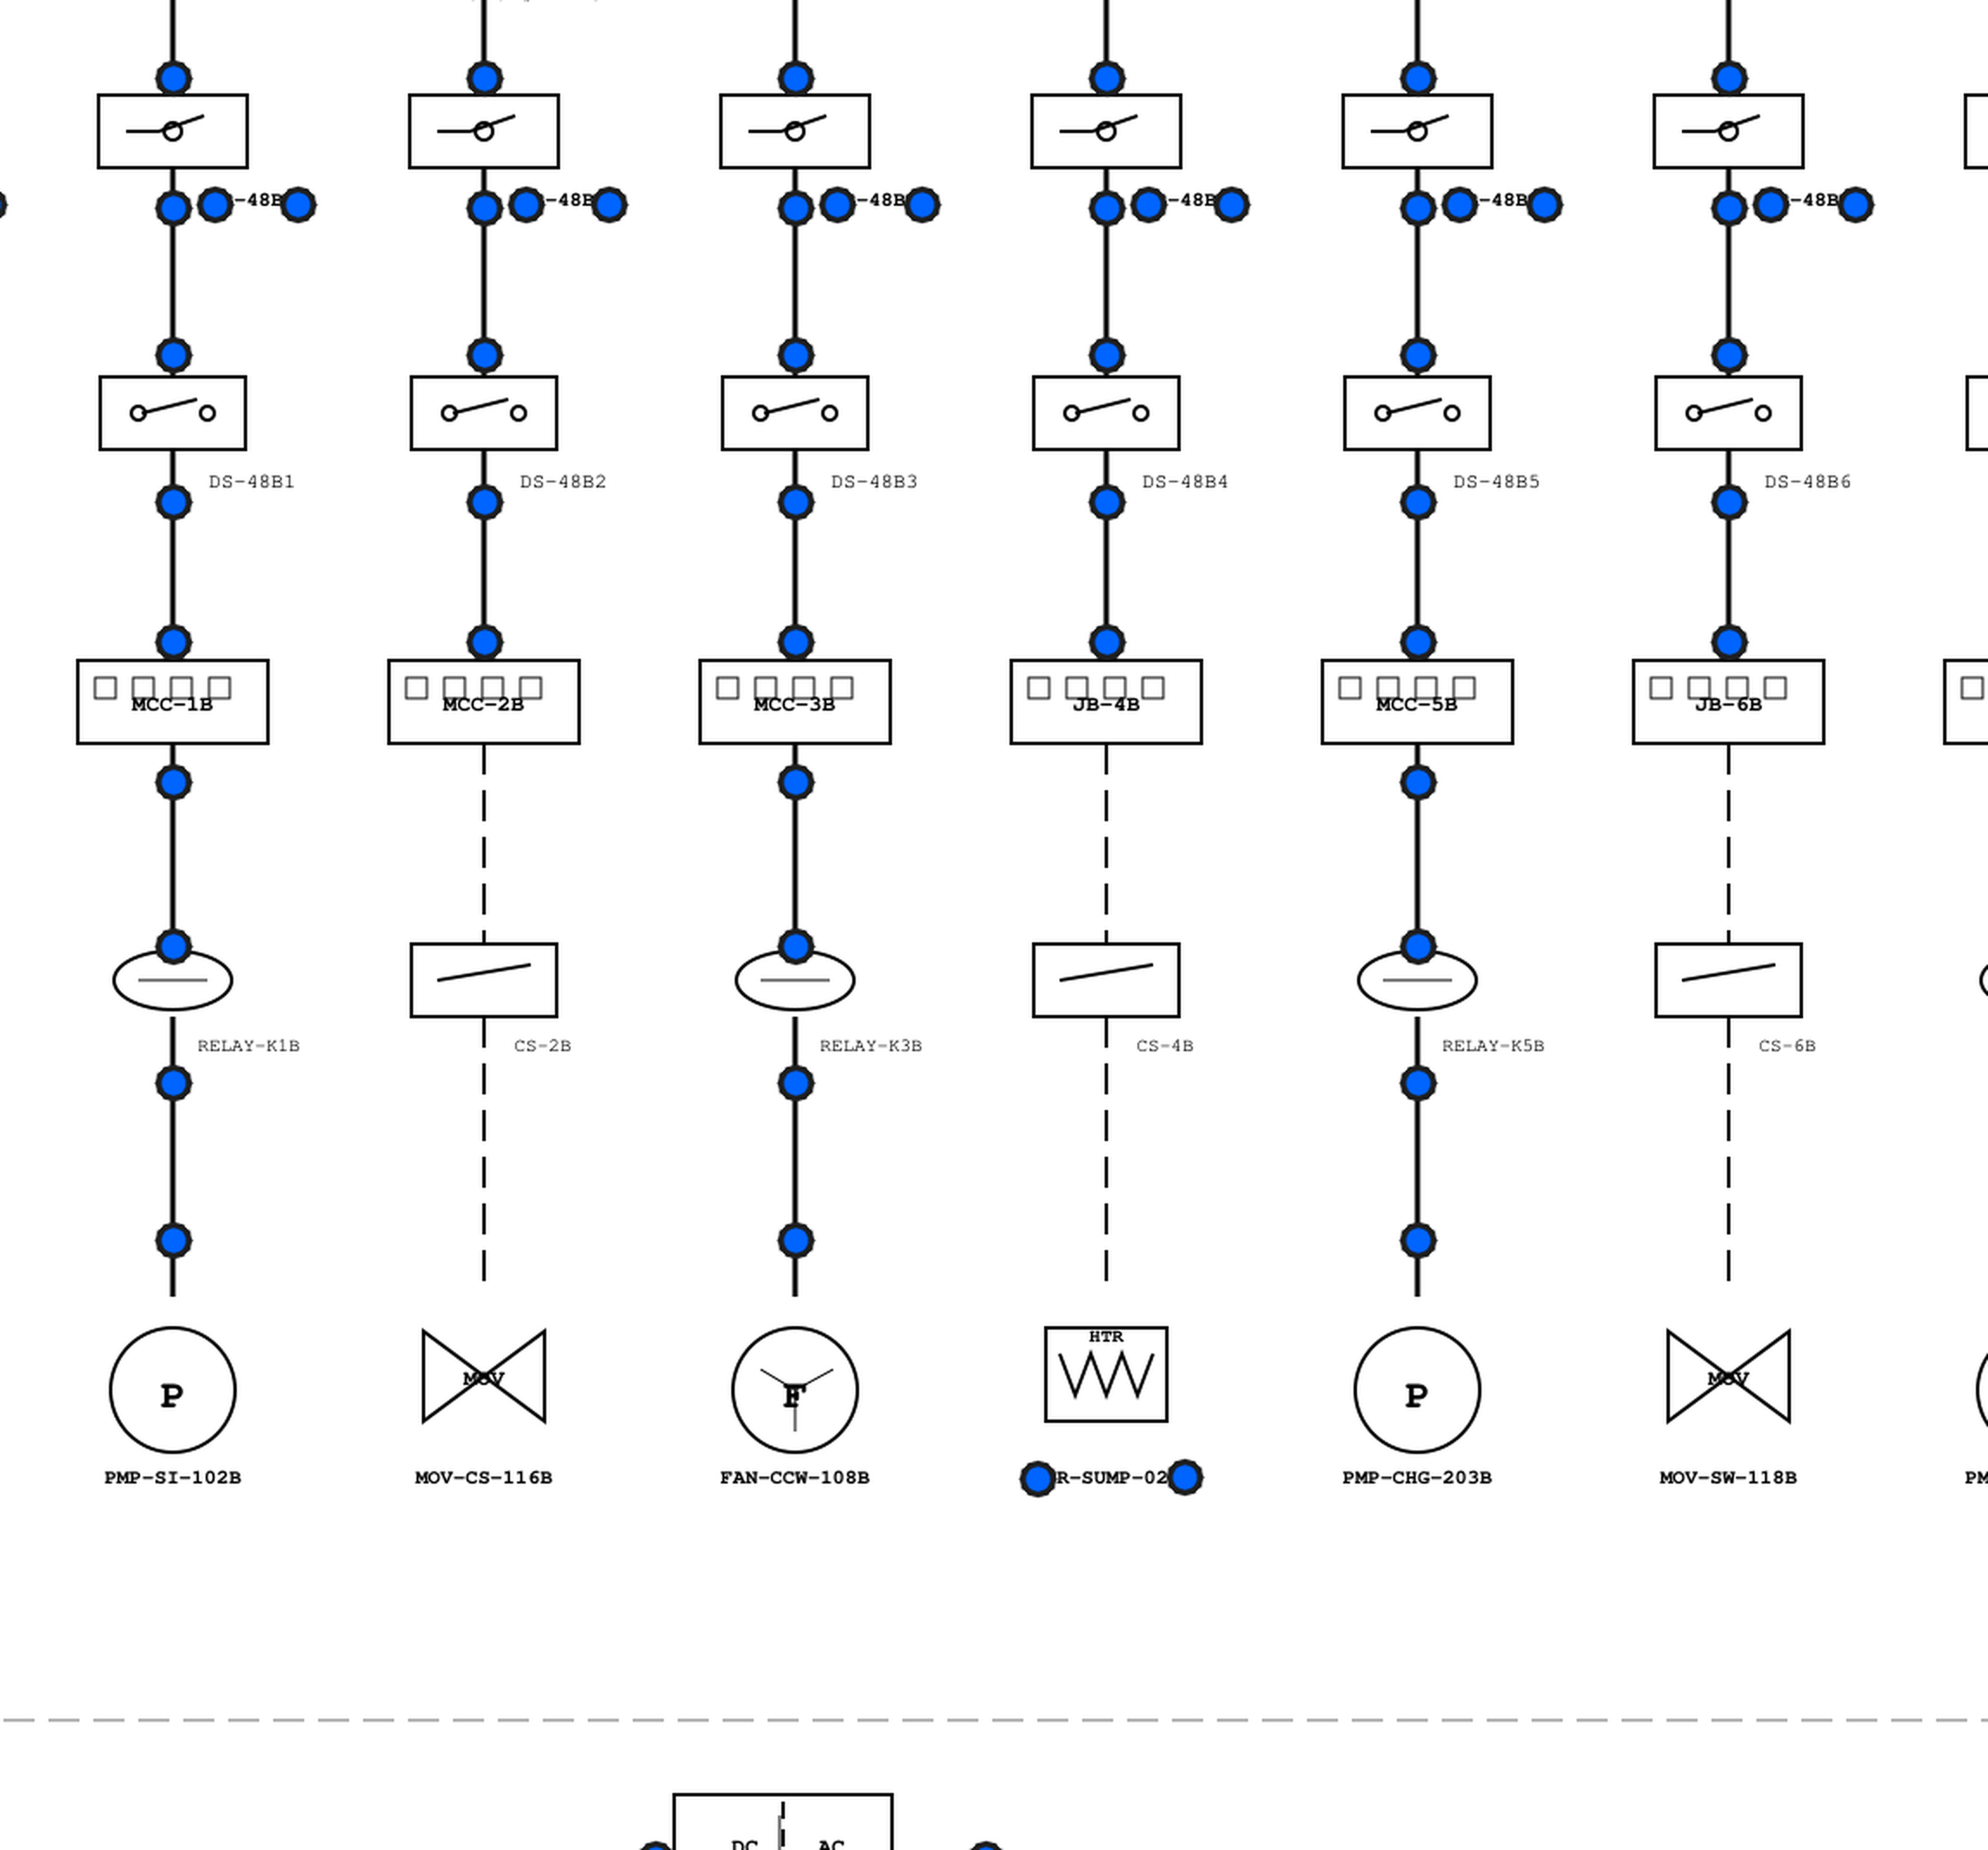 -48B -48B -48B -48B -48B -48B
DS-48B1 DS-48B2 DS-48B3 DS-48B4 DS-48B5 DS-48B6
MCC-1B MCC-2B MCC-3B JB-4B MCC-5B JB-6B
RELAY-K1B CS-2B RELAY-K3B CS-4B RELAY-K5B CS-6B
HTR
P MOV F P MOV
PMP-SI-102B MOV-CS-116B FAN-CCW-108B R-SUMP-02 PMP-CHG-203B MOV-SW-118B PM
DC AC